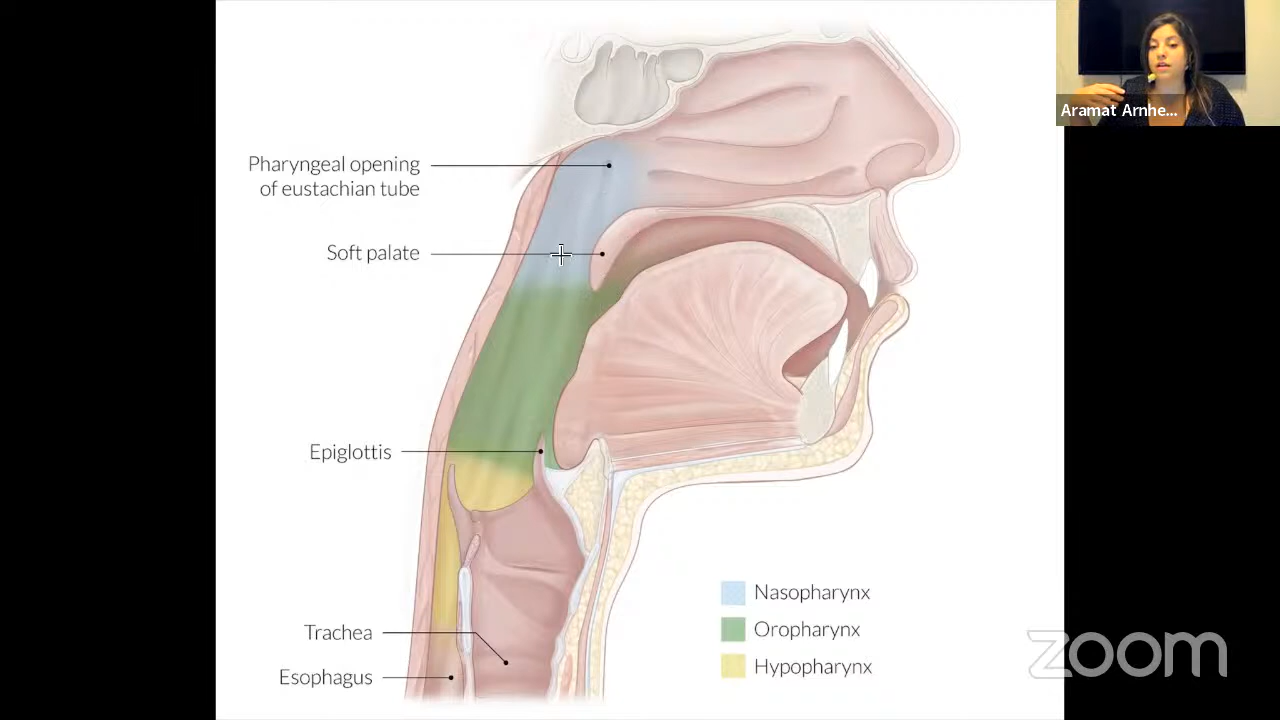 Aramat Arnhe...
Pharyngeal opening
of eustachian tube
Soft palate
Epiglottis
Trachea
Esophagus
Nasopharynx
Oropharynx
Hypopharynx
zoom